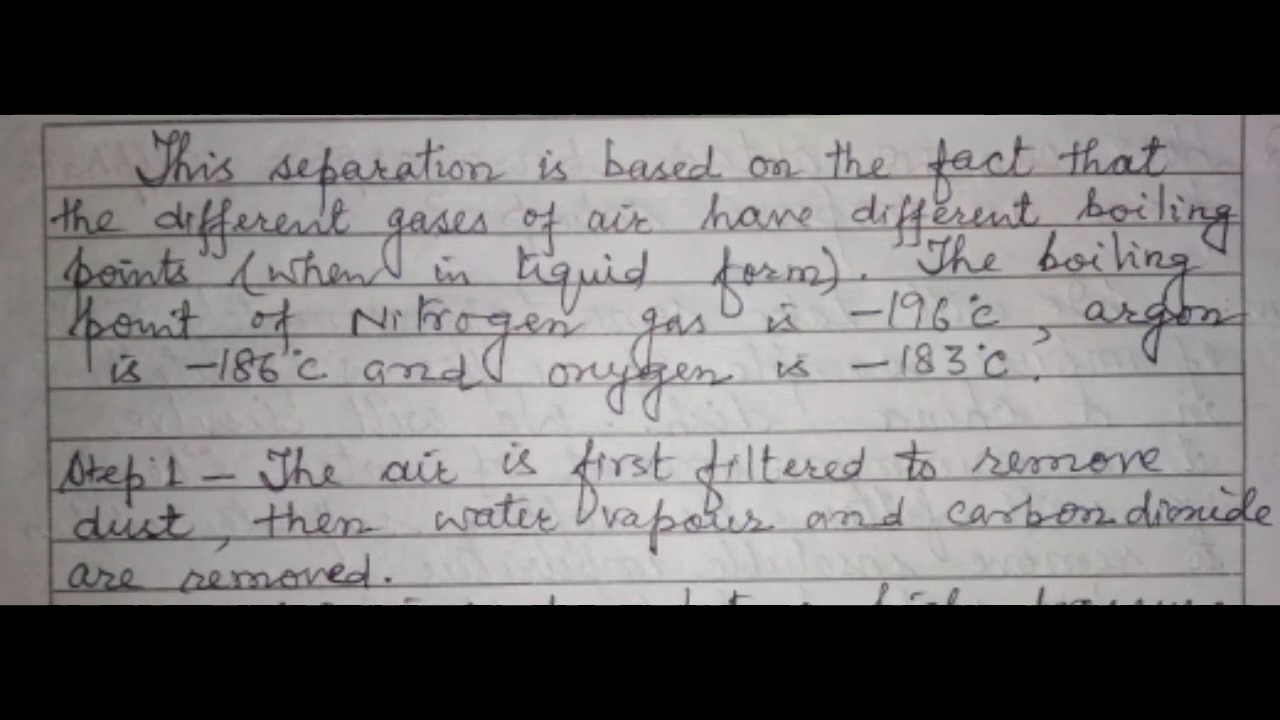 This separation is based on the fact that
the different gases of air have different boiling
points (when in liquid form). The boiling
point of Nitrogen gas is -196°C, argon
is -186°C and oxygen is -183°C.
Step 1 - The air is first filtered to remove
dust, then water vapour and carbon dioxide
are removed.